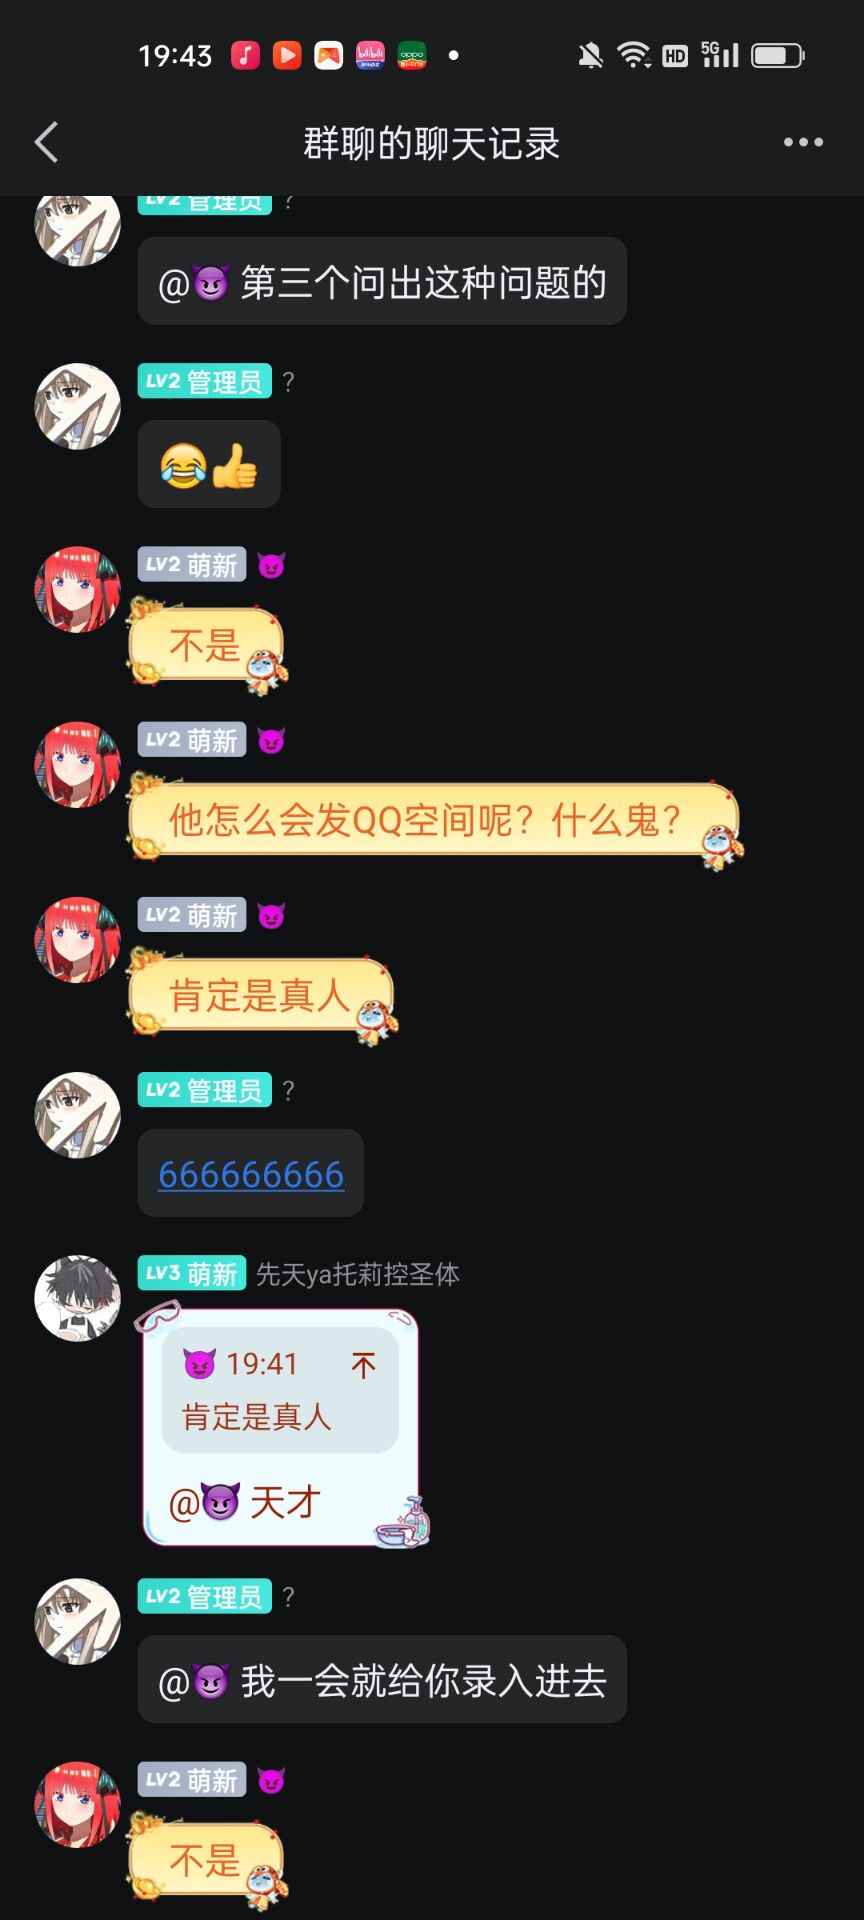 19:43
HD
5G
群聊的聊天记录
LV2 管理员 ?
@😈 第三个问出这种问题的
LV2 管理员 ?
😂👍
LV2 萌新 😈
不是
LV2 萌新 😈
他怎么会发QQ空间呢?什么鬼?
LV2 萌新 😈
肯定是真人
LV2 管理员 ?
666666666
LV3 萌新 先天ya托莉控圣体
😈 19:41
肯定是真人
@😈 天才
LV2 管理员 ?
@😈 我一会就给你录入进去
LV2 萌新 😈
不是